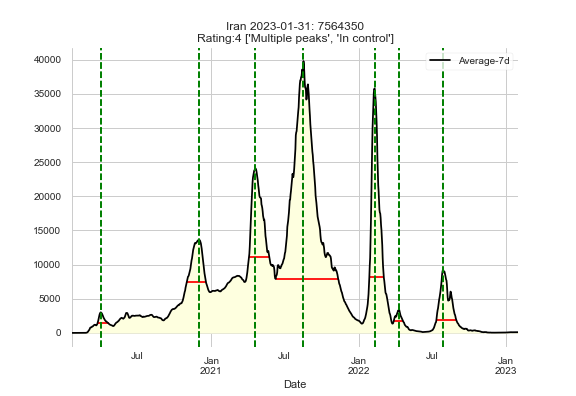 Iran 2023-01-31: 7564350
Rating:4 ['Multiple peaks', 'In control']
Average-7d
40000
35000
30000
25000
20000
15000
10000
5000
0
Jul
Jan
2021
Jul
Jan
2022
Jul
Jan
2023
Date